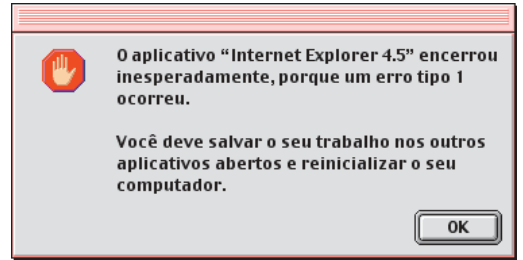 O aplicativo “Internet Explorer 4.5” encerrou
inesperadamente, porque um erro tipo 1
ocorreu.
Você deve salvar o seu trabalho nos outros
aplicativos abertos e reinicializar o seu
computador.
OK